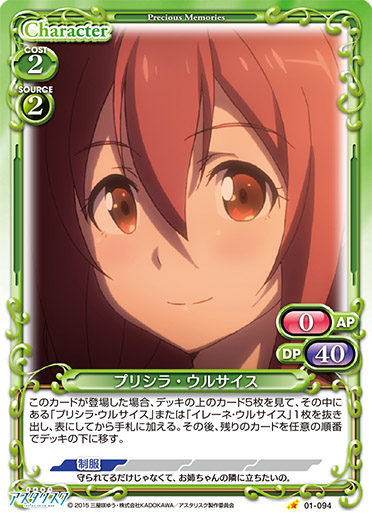 Precious Memories
Character
COST
2
SOURCE
2
0 AP
DP 40
プリシラ・ウルサイス
このカードが登場した場合、デッキの上のカード5枚を見て、その中に
ある「プリシラ・ウルサイス」または「イレーネ・ウルサイス」1枚を抜き
出し、表にしてから手札に加える。その後、残りのカードを任意の順番
でデッキの下に移す。
制服
守られてるだけじゃなくて、お姉ちゃんの隣に立ちたいの。
アスタリスク
© 2015 三屋咲ゆう・株式会社KADOKAWA/アスタリスク製作委員会
01-094